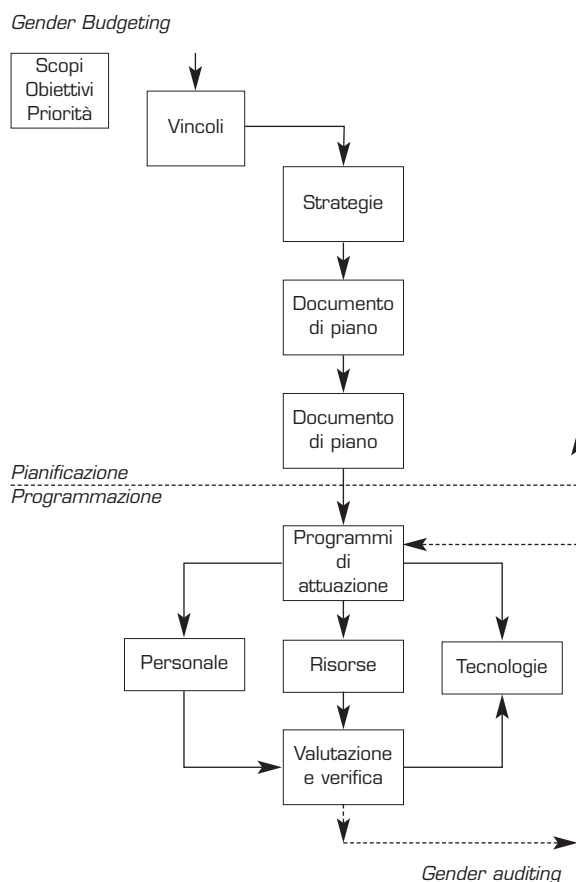 Gender Budgeting
Scopi
Obiettivi
Priorità
Vincoli
Strategie
Documento
di piano
Documento
di piano
Pianificazione
Programmazione
Programmi
di
attuazione
Personale
Risorse
Tecnologie
Valutazione
e verifica
Gender auditing